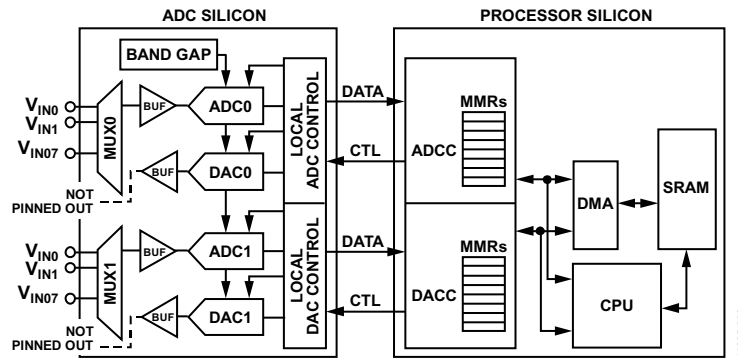 ADC SILICON
PROCESSOR SILICON
BAND GAP
VIN0
VIN1
VIN07
MUX0
BUF
ADC0
BUF
DAC0
NOT
PINNED OUT
LOCAL
ADC CONTROL
DATA
CTL
MMRs
ADCC
VIN0
VIN1
VIN07
MUX1
BUF
ADC1
BUF
DAC1
NOT
PINNED OUT
LOCAL
DAC CONTROL
DATA
CTL
MMRs
DACC
DMA
SRAM
CPU